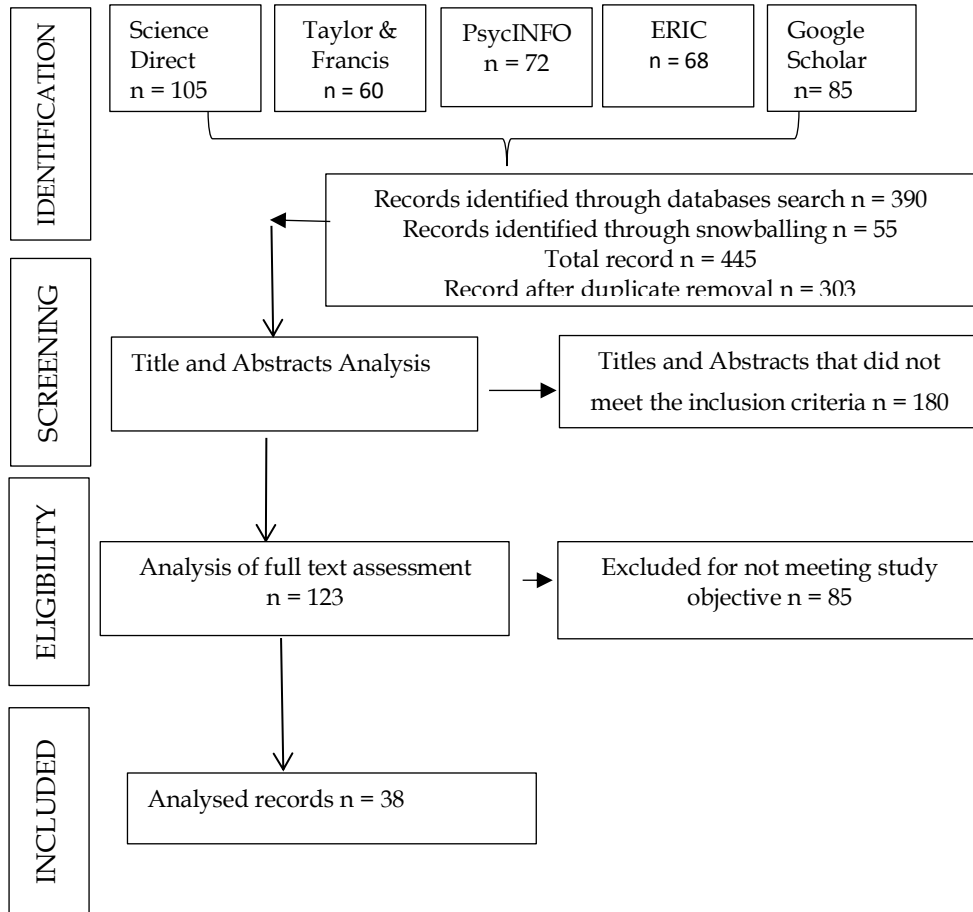 IDENTIFICATION
Science
Direct
n = 105
Taylor &
Francis
n = 60
PsycINFO
n = 72
ERIC
n = 68
Google
Scholar
n= 85
Records identified through databases search n = 390
Records identified through snowballing n = 55
Total record n = 445
Record after duplicate removal n = 303
SCREENING
Title and Abstracts Analysis
Titles and Abstracts that did not
meet the inclusion criteria n = 180
ELIGIBILITY
Analysis of full text assessment
n = 123
Excluded for not meeting study
objective n = 85
INCLUDED
Analysed records n = 38